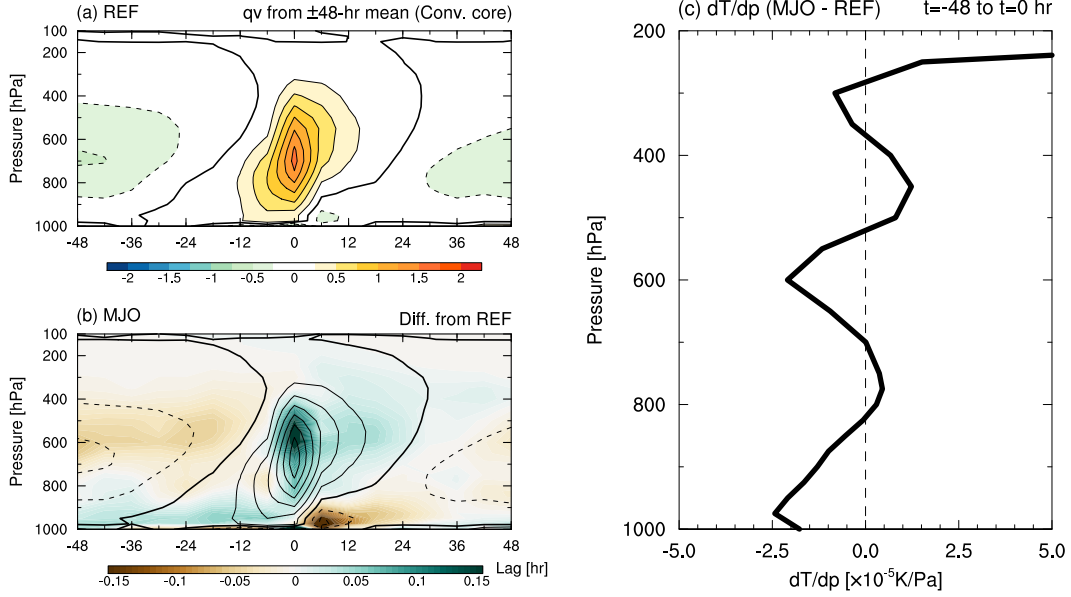 (a) REF qv from ±48-hr mean (Conv. core)
100
200
400
600
800
1000
Pressure [hPa]
-48 -36 -24 -12 0 12 24 36 48
-2 -1.5 -1 -0.5 0 0.5 1 1.5 2
(b) MJO Diff. from REF
100
200
400
600
800
1000
Pressure [hPa]
-48 -36 -24 -12 0 12 24 36 48
Lag [hr]
-0.15 -0.1 -0.05 0 0.05 0.1 0.15
(c) dT/dp (MJO - REF) t=-48 to t=0 hr
200
400
600
800
1000
Pressure [hPa]
-5.0 -2.5 0.0 2.5 5.0
dT/dp [×10⁻⁵K/Pa]